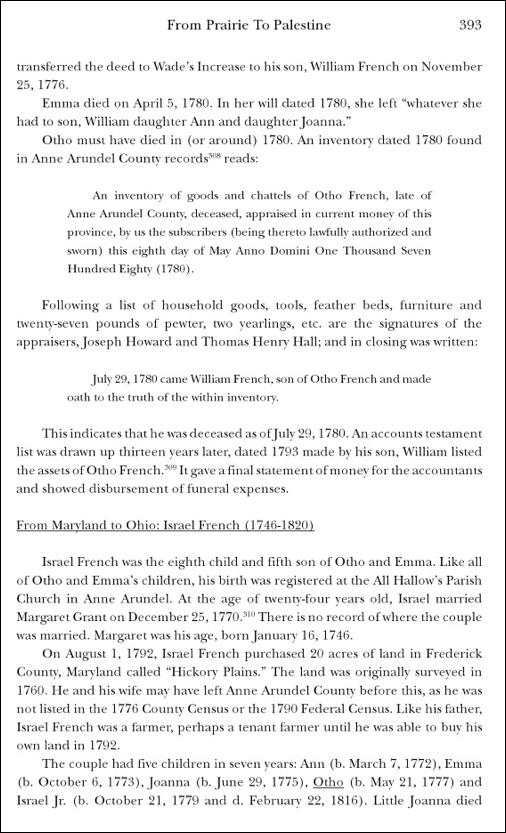 From Prairie To Palestine 393
transferred the deed to Wade's Increase to his son, William French on November
25, 1776.
Emma died on April 5, 1780. In her will dated 1780, she left "whatever she
had to son, William daughter Ann and daughter Joanna."
Otho must have died in (or around) 1780. An inventory dated 1780 found
in Anne Arundel County records308 reads:
An inventory of goods and chattels of Otho French, late of
Anne Arundel County, deceased, appraised in current money of this
province, by us the subscribers (being thereto lawfully authorized and
sworn) this eighth day of May Anno Domini One Thousand Seven
Hundred Eighty (1780).
Following a list of household goods, tools, feather beds, furniture and
twenty-seven pounds of pewter, two yearlings, etc. are the signatures of the
appraisers, Joseph Howard and Thomas Henry Hall; and in closing was written:
July 29, 1780 came William French, son of Otho French and made
oath to the truth of the within inventory.
This indicates that he was deceased as of July 29, 1780. An accounts testament
list was drawn up thirteen years later, dated 1793 made by his son, William listed
the assets of Otho French.309 It gave a final statement of money for the accountants
and showed disbursement of funeral expenses.
From Maryland to Ohio: Israel French (1746-1820)
Israel French was the eighth child and fifth son of Otho and Emma. Like all
of Otho and Emma's children, his birth was registered at the All Hallow's Parish
Church in Anne Arundel. At the age of twenty-four years old, Israel married
Margaret Grant on December 25, 1770.310 There is no record of where the couple
was married. Margaret was his age, born January 16, 1746.
On August 1, 1792, Israel French purchased 20 acres of land in Frederick
County, Maryland called "Hickory Plains." The land was originally surveyed in
1760. He and his wife may have left Anne Arundel County before this, as he was
not listed in the 1776 County Census or the 1790 Federal Census. Like his father,
Israel French was a farmer, perhaps a tenant farmer until he was able to buy his
own land in 1792.
The couple had five children in seven years: Ann (b. March 7, 1772), Emma
(b. October 6, 1773), Joanna (b. June 29, 1775), Otho (b. May 21, 1777) and
Israel Jr. (b. October 21, 1779 and d. February 22, 1816). Little Joanna died